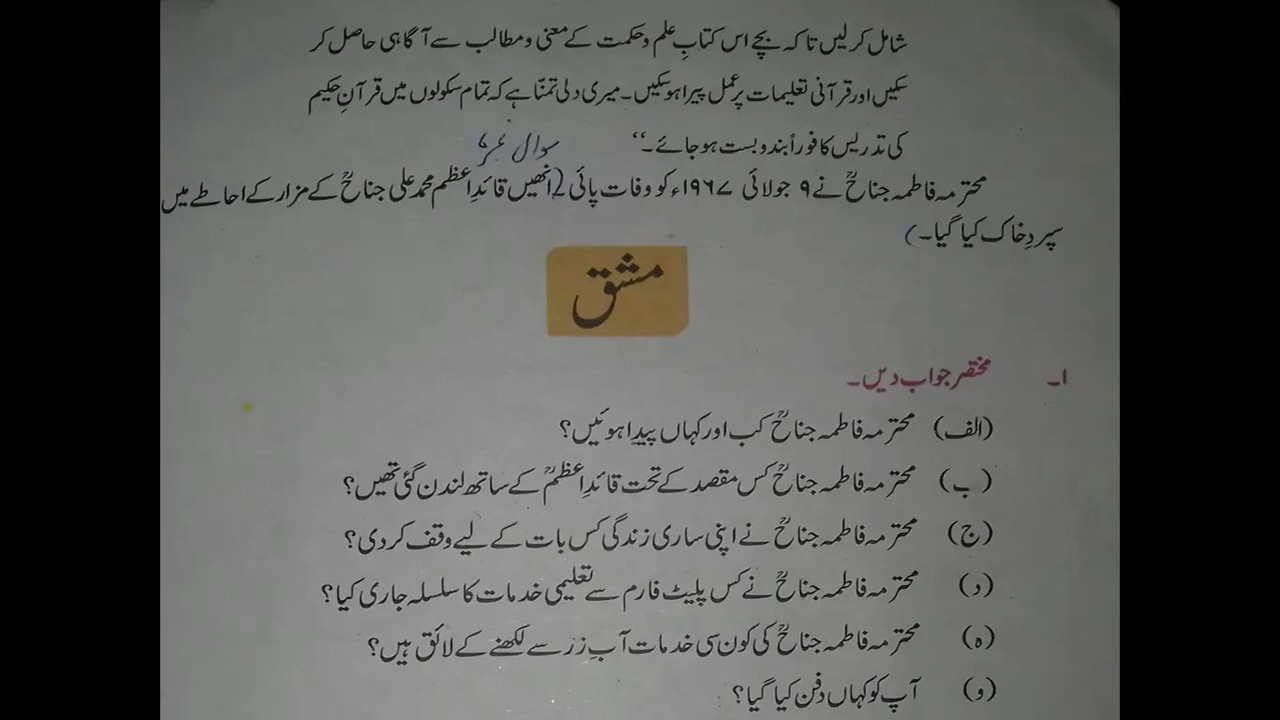 شامل کر لیں تاکہ بچے اس کتابِ علم و حکمت کے معنی و مطالب سے آگاہی حاصل کر
سکیں اور قرآنی تعلیمات پر عمل پیرا ہو سکیں۔ میری دلی تمنّا ہے کہ تمام سکولوں میں قرآنِ حکیم
کی تدریس کا فوراً بندوبست ہو جائے۔‘‘ سوال
محترمہ فاطمہ جناحؒ نے ۹ جولائی ۱۹۶۷ء کو وفات پائی (انھیں قائدِ اعظم محمد علی جناحؒ کے مزار کے احاطے میں
سپردِ خاک کیا گیا۔)
مشق
۱۔ مختصر جواب دیں۔
(الف) محترمہ فاطمہ جناحؒ کب اور کہاں پیدا ہوئیں؟
(ب) محترمہ فاطمہ جناحؒ کس مقصد کے تحت قائدِ اعظمؒ کے ساتھ لندن گئی تھیں؟
(ج) محترمہ فاطمہ جناحؒ نے اپنی ساری زندگی کس بات کے لیے وقف کر دی؟
(د) محترمہ فاطمہ جناحؒ نے کس پلیٹ فارم سے تعلیمی خدمات کا سلسلہ جاری کیا؟
(ہ) محترمہ فاطمہ جناحؒ کی کون سی خدمات آبِ زر سے لکھنے کے لائق ہیں؟
(و) آپ کو کہاں دفن کیا گیا؟